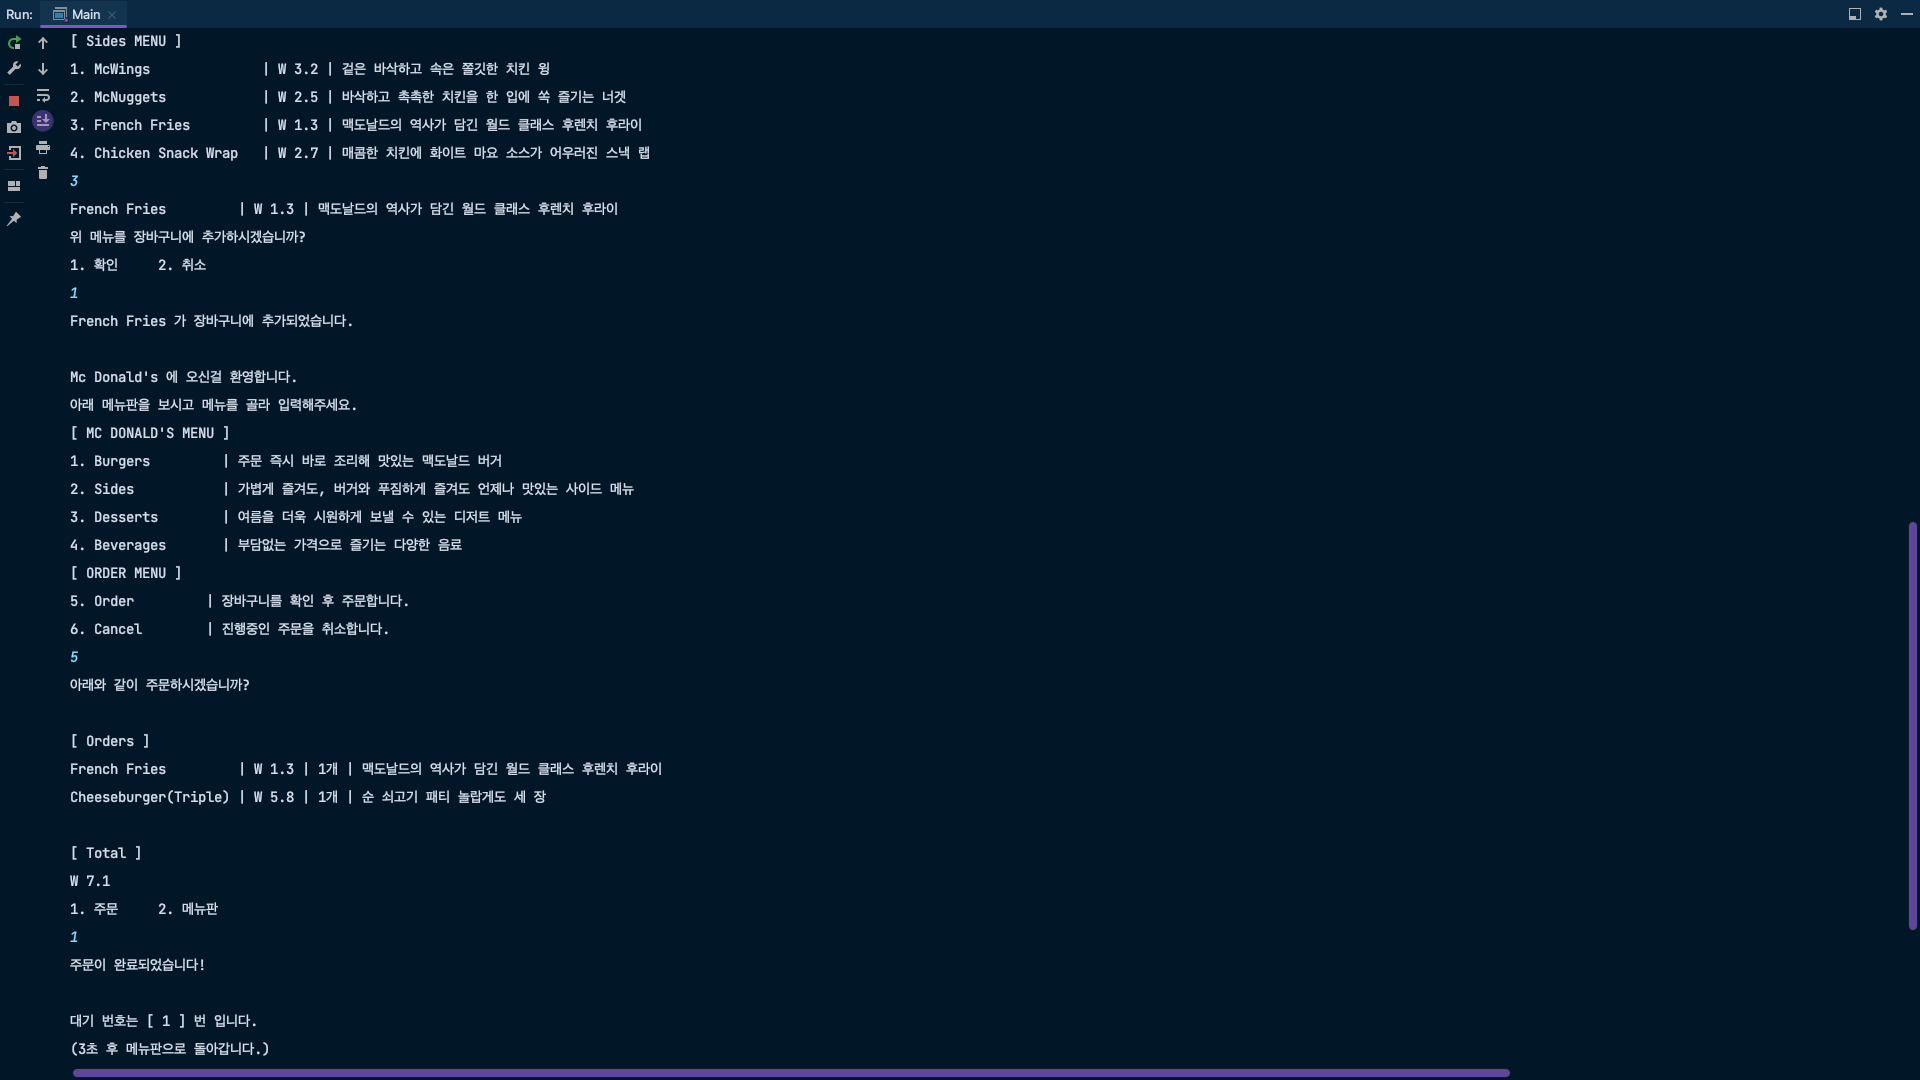 Run: Main
[ Sides MENU ]
1. McWings | W 3.2 | 겉은 바삭하고 속은 쫄깃한 치킨 윙
2. McNuggets | W 2.5 | 바삭하고 촉촉한 치킨을 한 입에 쏙 즐기는 너겟
3. French Fries | W 1.3 | 맥도날드의 역사가 담긴 월드 클래스 후렌치 후라이
4. Chicken Snack Wrap | W 2.7 | 매콤한 치킨에 화이트 마요 소스가 어우러진 스낵 랩
3
French Fries | W 1.3 | 맥도날드의 역사가 담긴 월드 클래스 후렌치 후라이
위 메뉴를 장바구니에 추가하시겠습니까?
1. 확인 2. 취소
1
French Fries 가 장바구니에 추가되었습니다.
Mc Donald's 에 오신걸 환영합니다.
아래 메뉴판을 보시고 메뉴를 골라 입력해주세요.
[ MC DONALD'S MENU ]
1. Burgers | 주문 즉시 바로 조리해 맛있는 맥도날드 버거
2. Sides | 가볍게 즐겨도, 버거와 푸짐하게 즐겨도 언제나 맛있는 사이드 메뉴
3. Desserts | 여름을 더욱 시원하게 보낼 수 있는 디저트 메뉴
4. Beverages | 부담없는 가격으로 즐기는 다양한 음료
[ ORDER MENU ]
5. Order | 장바구니를 확인 후 주문합니다.
6. Cancel | 진행중인 주문을 취소합니다.
5
아래와 같이 주문하시겠습니까?
[ Orders ]
French Fries | W 1.3 | 1개 | 맥도날드의 역사가 담긴 월드 클래스 후렌치 후라이
Cheeseburger(Triple) | W 5.8 | 1개 | 순 쇠고기 패티 놀랍게도 세 장
[ Total ]
W 7.1
1. 주문 2. 메뉴판
1
주문이 완료되었습니다!
대기 번호는 [ 1 ] 번 입니다.
(3초 후 메뉴판으로 돌아갑니다.)